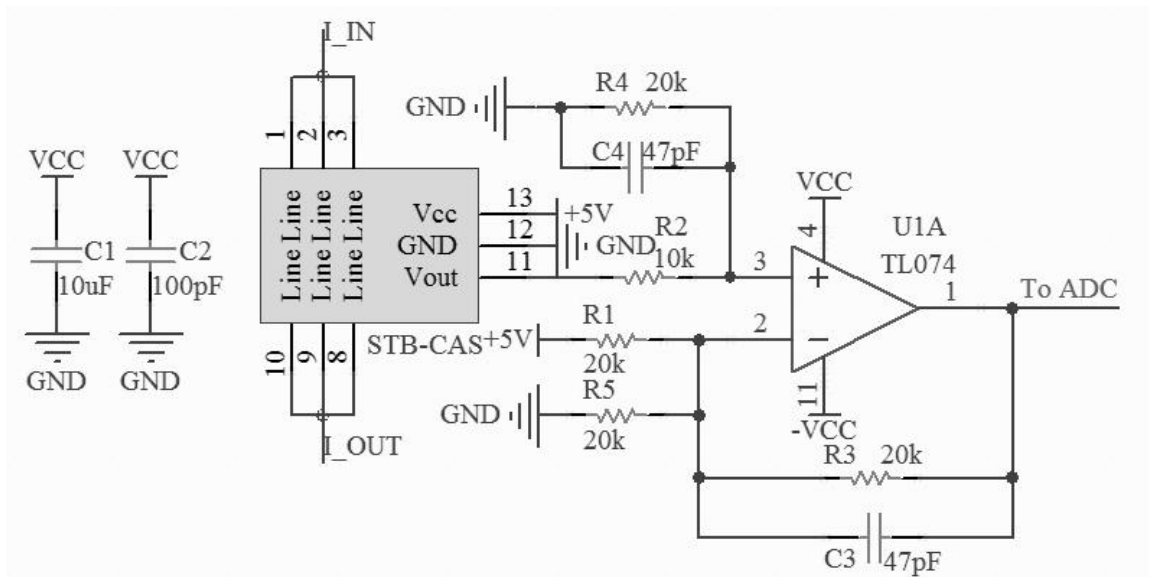 I_IN
R4 20k
GND
C4 47pF
1 2 3
VCC VCC VCC
Line Line
Line Line
Line Line
Vcc 13 +5V
GND 12 GND
Vout 11
R2
10k
C1
10uF
C2
100pF
4
U1A
TL074
3
+
1 To ADC
2
−
11
-VCC
STB-CAS
+5V R1
20k
10 9 8
GND GND
GND R5
20k
I_OUT
R3 20k
C3 47pF